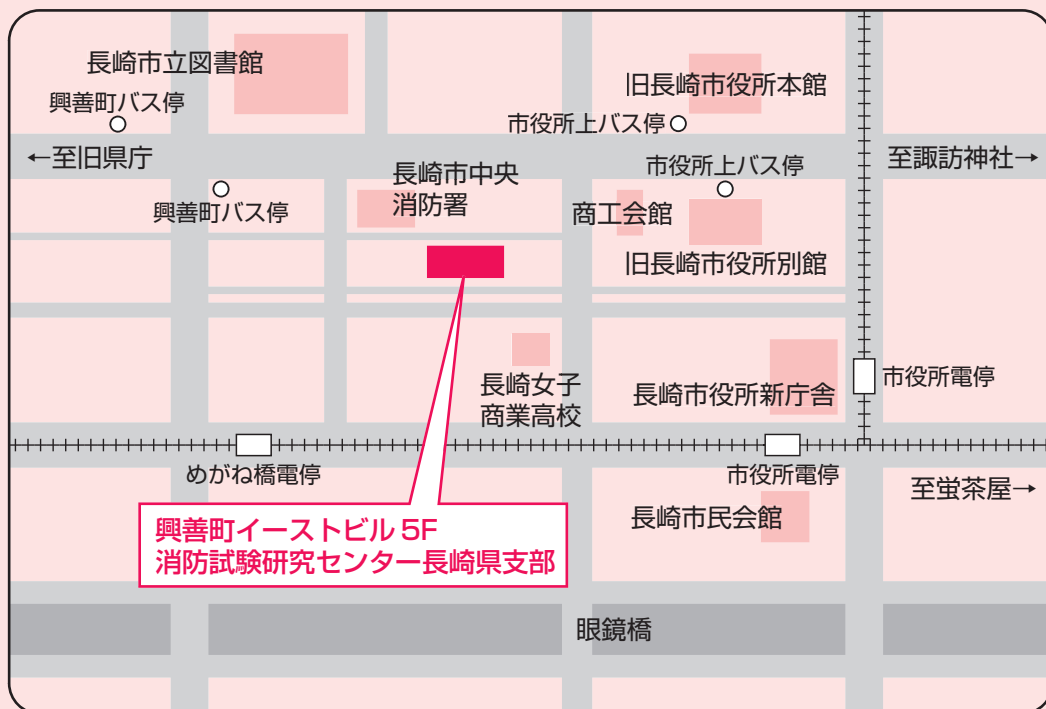 長崎市立図書館
興善町バス停
旧長崎市役所本館
市役所上バス停
←至旧県庁
長崎市中央
消防署
市役所上バス停
至諏訪神社→
興善町バス停
商工会館
旧長崎市役所別館
長崎女子
商業高校
長崎市役所新庁舎
市役所電停
めがね橋電停
市役所電停
至蛍茶屋→
興善町イーストビル 5F
消防試験研究センター長崎県支部
長崎市民会館
眼鏡橋